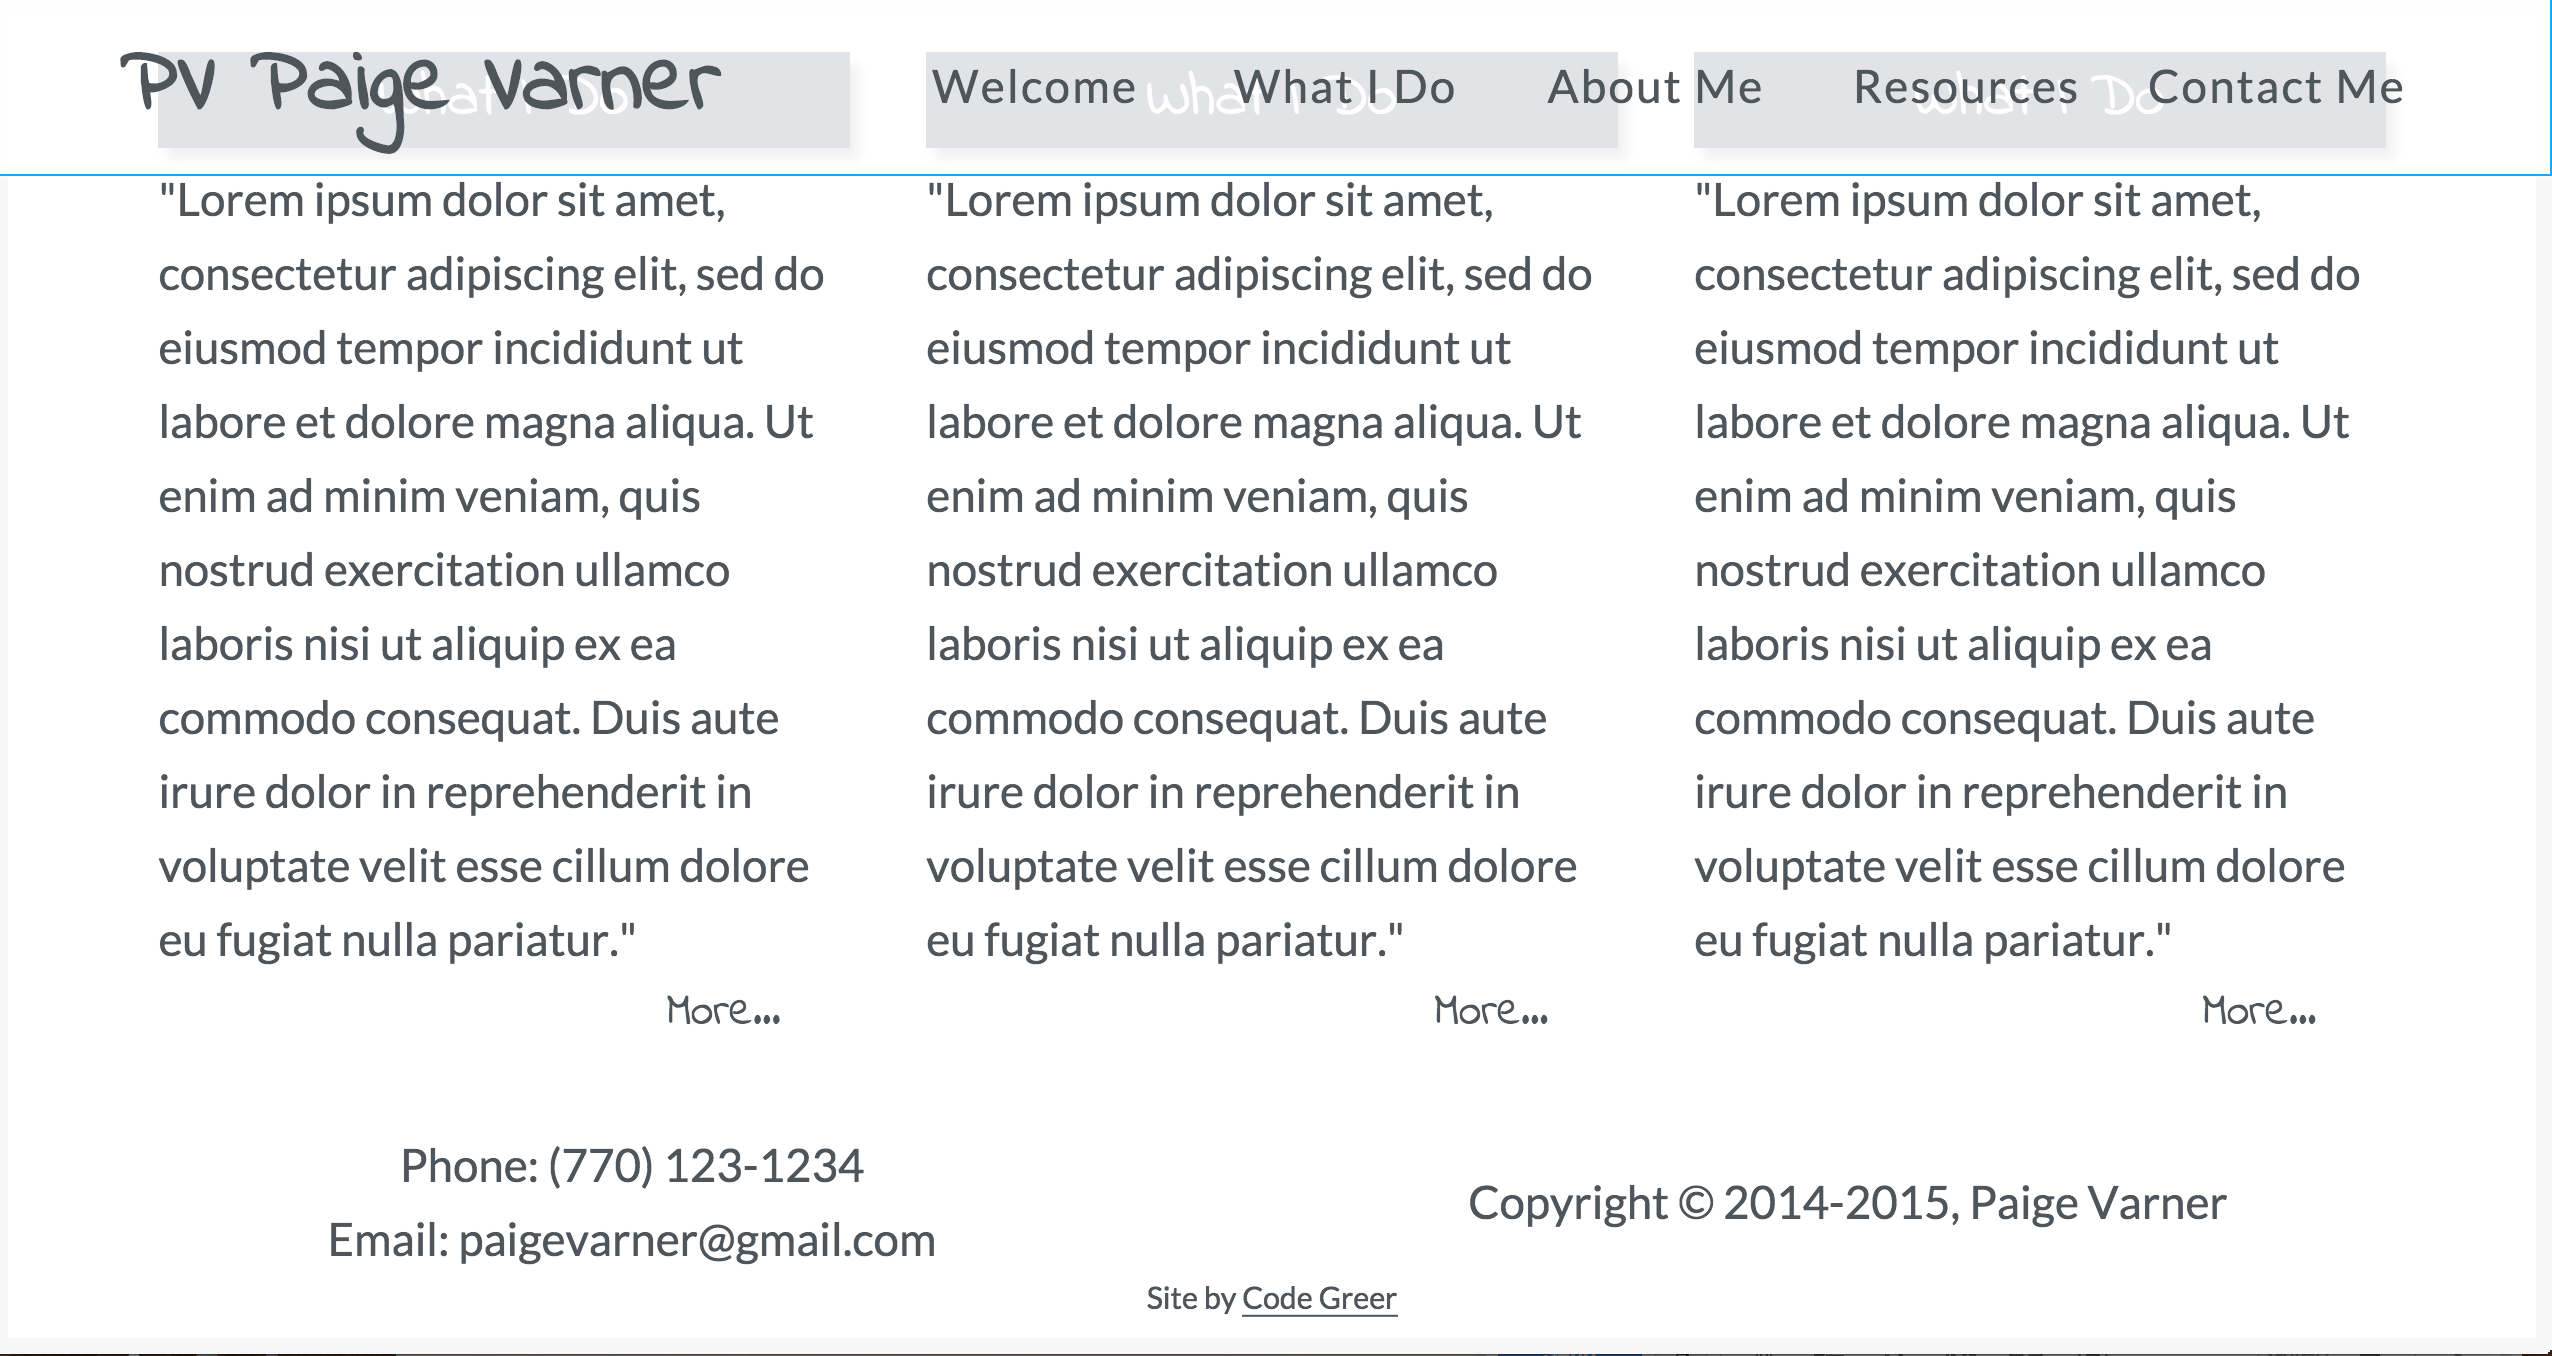 PV Paige Varner
Welcome What I Do About Me Resources Contact Me
What I Do What I Do What I Do
"Lorem ipsum dolor sit amet,
consectetur adipiscing elit, sed do
eiusmod tempor incididunt ut
labore et dolore magna aliqua. Ut
enim ad minim veniam, quis
nostrud exercitation ullamco
laboris nisi ut aliquip ex ea
commodo consequat. Duis aute
irure dolor in reprehenderit in
voluptate velit esse cillum dolore
eu fugiat nulla pariatur."
More...
"Lorem ipsum dolor sit amet,
consectetur adipiscing elit, sed do
eiusmod tempor incididunt ut
labore et dolore magna aliqua. Ut
enim ad minim veniam, quis
nostrud exercitation ullamco
laboris nisi ut aliquip ex ea
commodo consequat. Duis aute
irure dolor in reprehenderit in
voluptate velit esse cillum dolore
eu fugiat nulla pariatur."
More...
"Lorem ipsum dolor sit amet,
consectetur adipiscing elit, sed do
eiusmod tempor incididunt ut
labore et dolore magna aliqua. Ut
enim ad minim veniam, quis
nostrud exercitation ullamco
laboris nisi ut aliquip ex ea
commodo consequat. Duis aute
irure dolor in reprehenderit in
voluptate velit esse cillum dolore
eu fugiat nulla pariatur."
More...
Phone: (770) 123-1234
Email: paigevarner@gmail.com
Copyright © 2014-2015, Paige Varner
Site by Code Greer